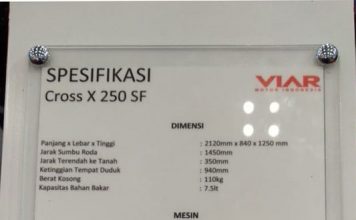 SPESIFIKASI
Cross X 250 SF
VIAR
MOTOR INDONESIA
DIMENSI
Panjang x Lebar x Tinggi : 2120mm x 840 x 1250 mm
Jarak Sumbu Roda : 1450mm
Jarak Terendah ke Tanah : 350mm
Ketinggian Tempat Duduk : 940mm
Berat Kosong : 110kg
Kapasitas Bahan Bakar : 7.5lt
MESIN